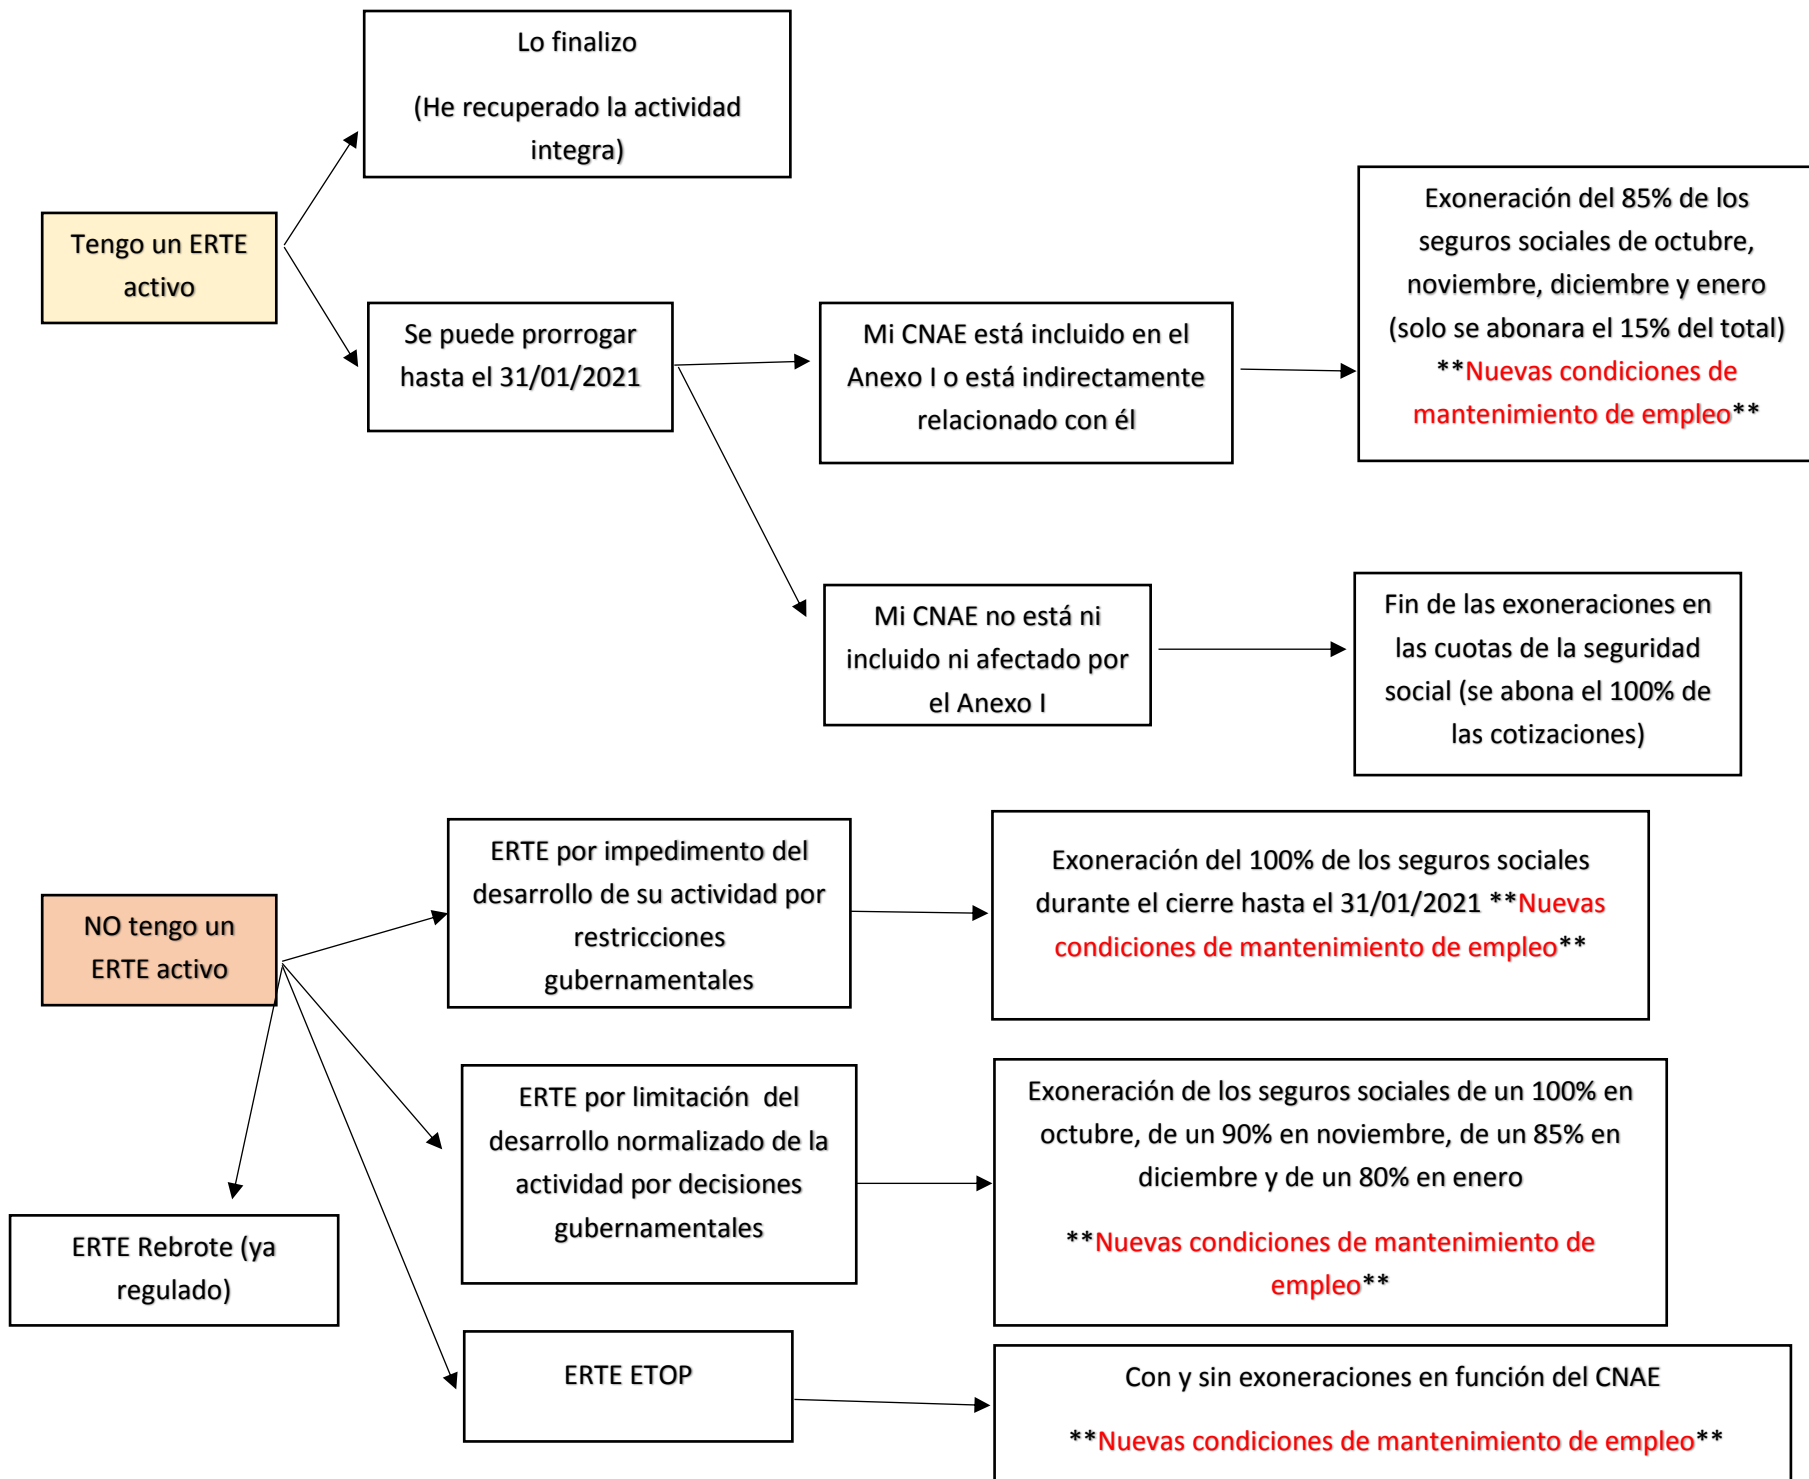 Lo finalizo
(He recuperado la actividad
integra)
Tengo un ERTE
activo
Se puede prorrogar
hasta el 31/01/2021
Mi CNAE está incluido en el
Anexo I o está indirectamente
relacionado con él
Exoneración del 85% de los
seguros sociales de octubre,
noviembre, diciembre y enero
(solo se abonara el 15% del total)
**Nuevas condiciones de
mantenimiento de empleo**
Mi CNAE no está ni
incluido ni afectado por
el Anexo I
Fin de las exoneraciones en
las cuotas de la seguridad
social (se abona el 100% de
las cotizaciones)
NO tengo un
ERTE activo
ERTE por impedimento del
desarrollo de su actividad por
restricciones
gubernamentales
Exoneración del 100% de los seguros sociales
durante el cierre hasta el 31/01/2021 **Nuevas
condiciones de mantenimiento de empleo**
ERTE por limitación  del
desarrollo normalizado de la
actividad por decisiones
gubernamentales
Exoneración de los seguros sociales de un 100% en
octubre, de un 90% en noviembre, de un 85% en
diciembre y de un 80% en enero
**Nuevas condiciones de mantenimiento de
empleo**
ERTE Rebrote (ya
regulado)
ERTE ETOP
Con y sin exoneraciones en función del CNAE
**Nuevas condiciones de mantenimiento de empleo**